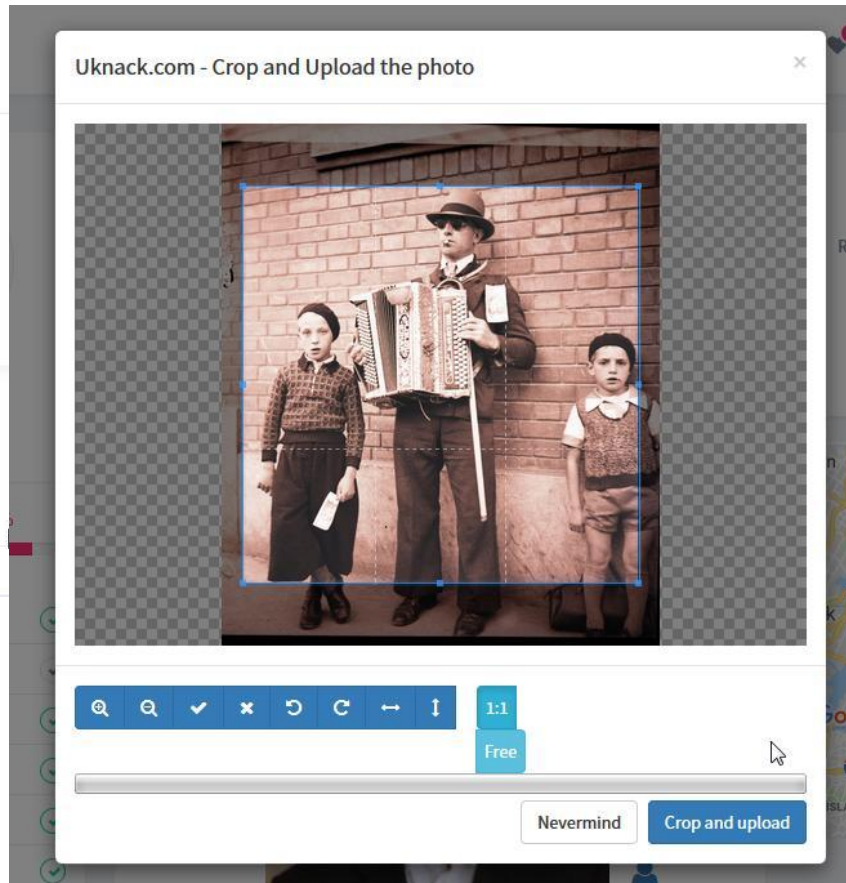 Uknack.com - Crop and Upload the photo
×
1:1
Free
Nevermind
Crop and upload